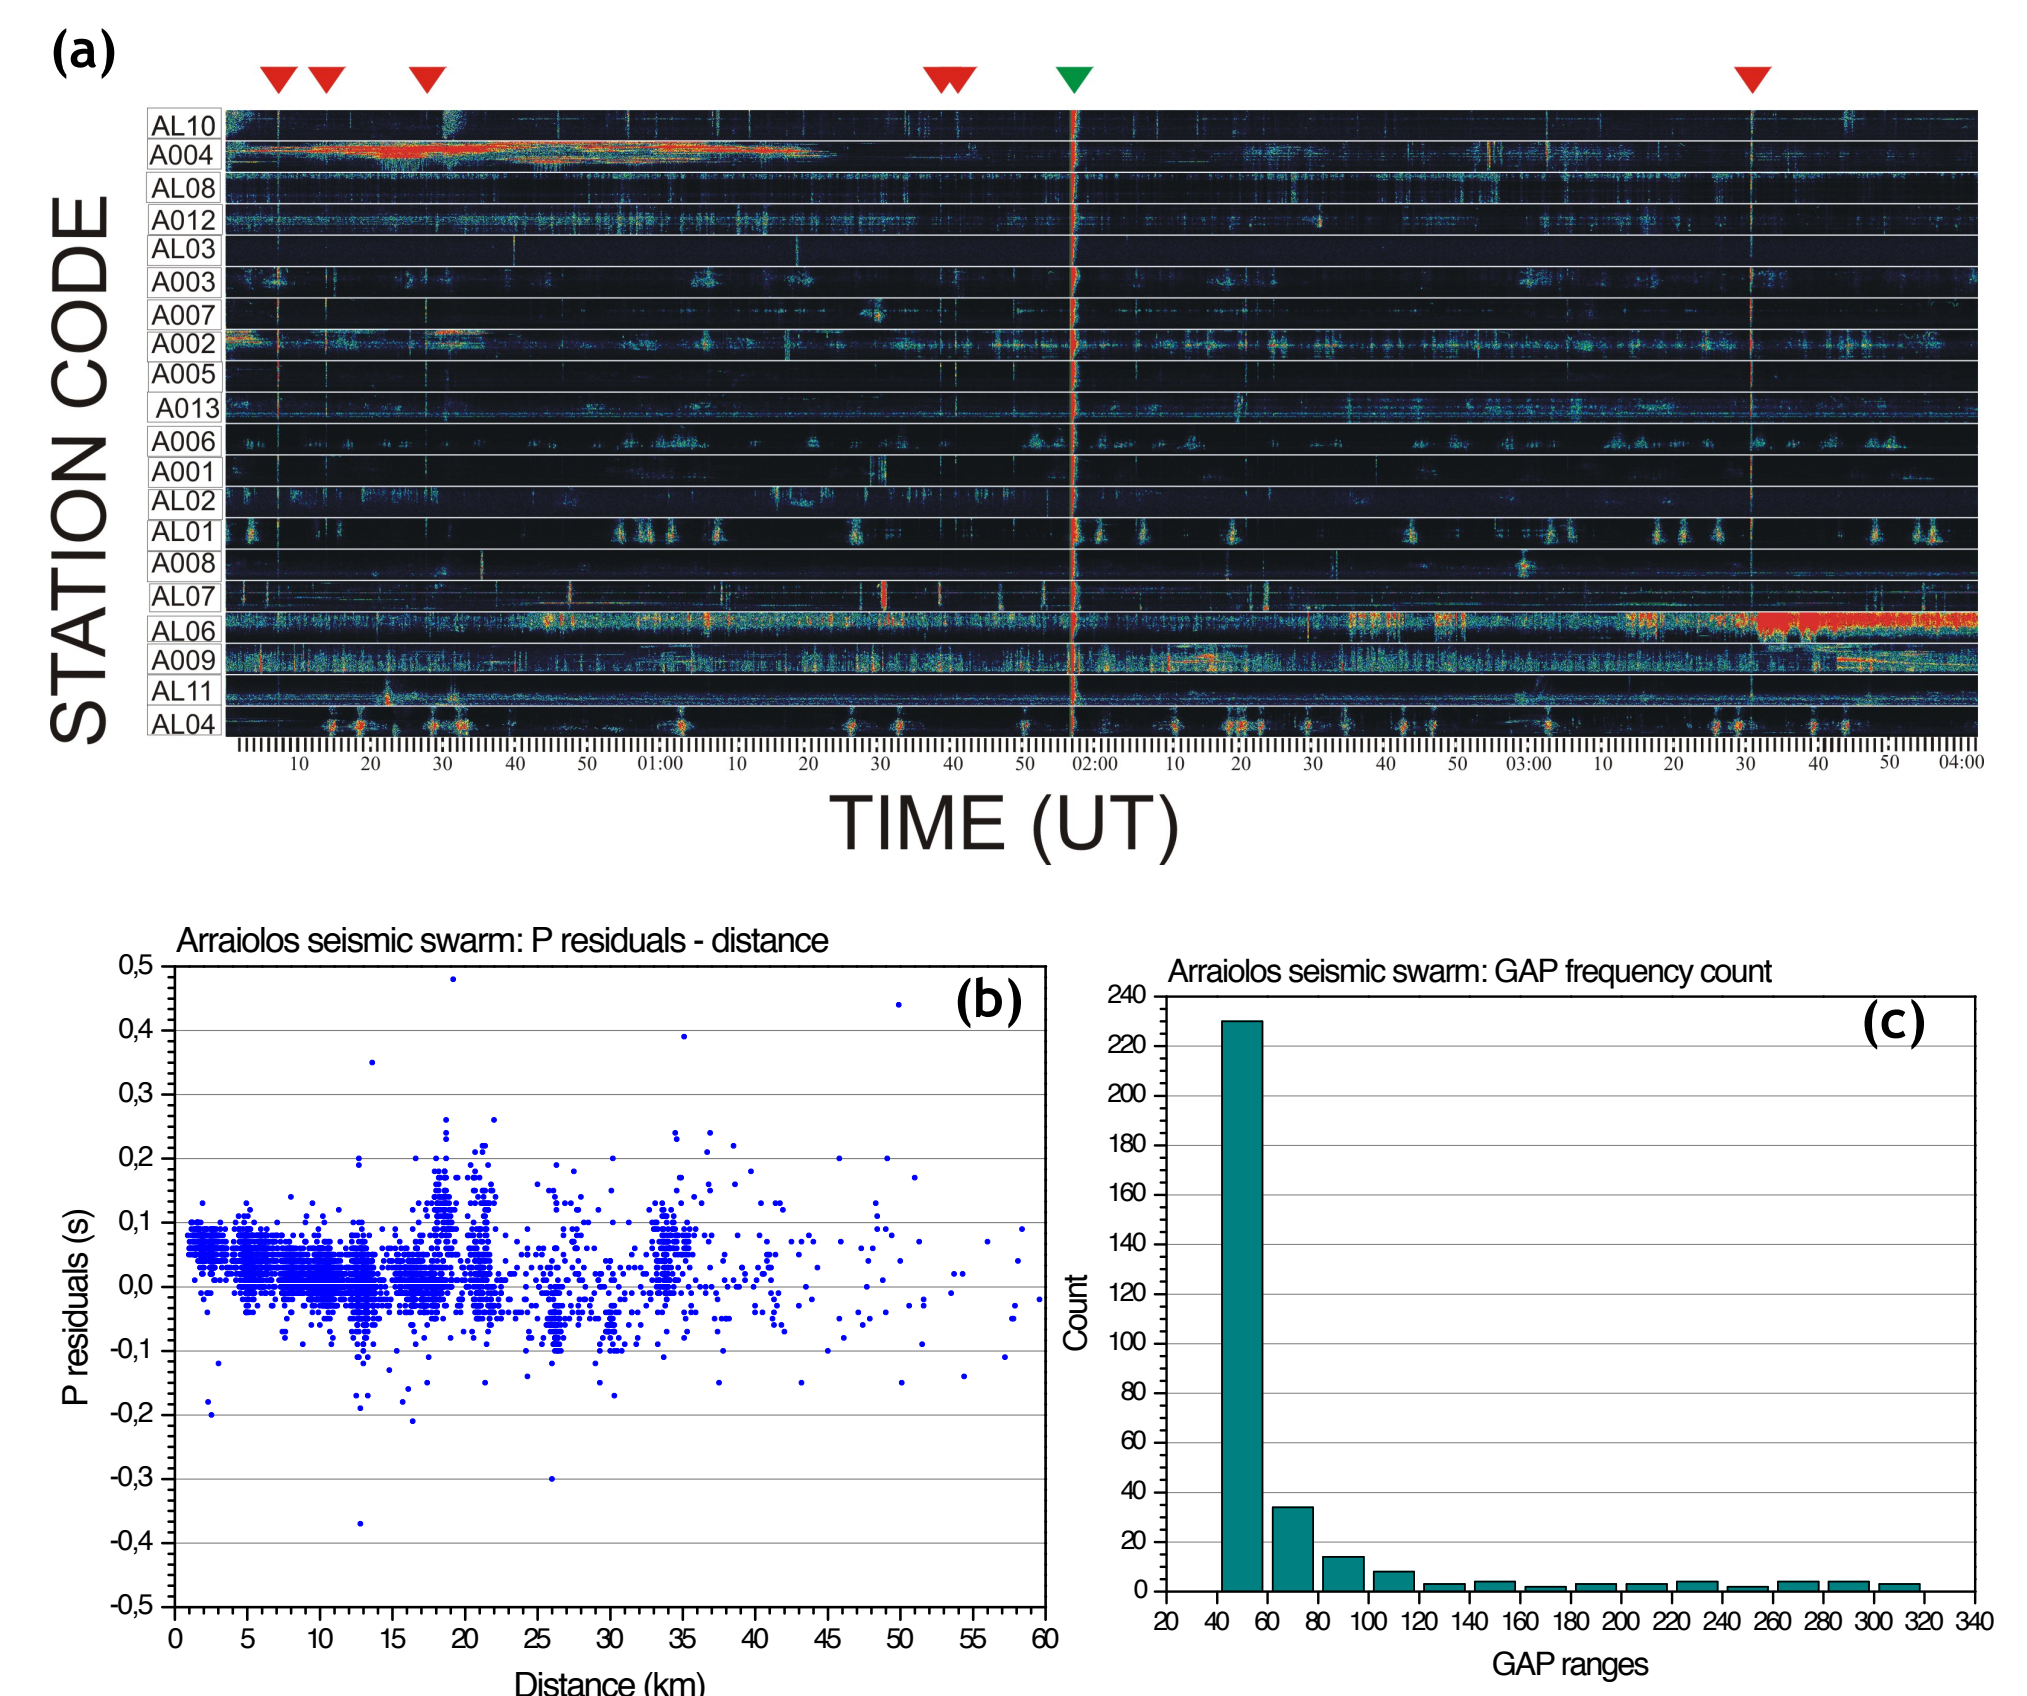 (a)
STATION CODE
AL10
A004
AL08
A012
AL03
A003
A007
A002
A005
A013
A006
A001
AL02
AL01
A008
AL07
AL06
A009
AL11
AL04
10 20 30 40 50 01:00 10 20 30 40 50 02:00 10 20 30 40 50 03:00 10 20 30 40 50 04:00
TIME (UT)
Arraiolos seismic swarm: P residuals - distance
(b)
P residuals (s)
0,5
0,4
0,3
0,2
0,1
0,0
-0,1
-0,2
-0,3
-0,4
-0,5
0 5 10 15 20 25 30 35 40 45 50 55 60
Distance (km)
Arraiolos seismic swarm: GAP frequency count
(c)
Count
240
220
200
180
160
140
120
100
80
60
40
20
0
20 40 60 80 100 120 140 160 180 200 220 240 260 280 300 320 340
GAP ranges